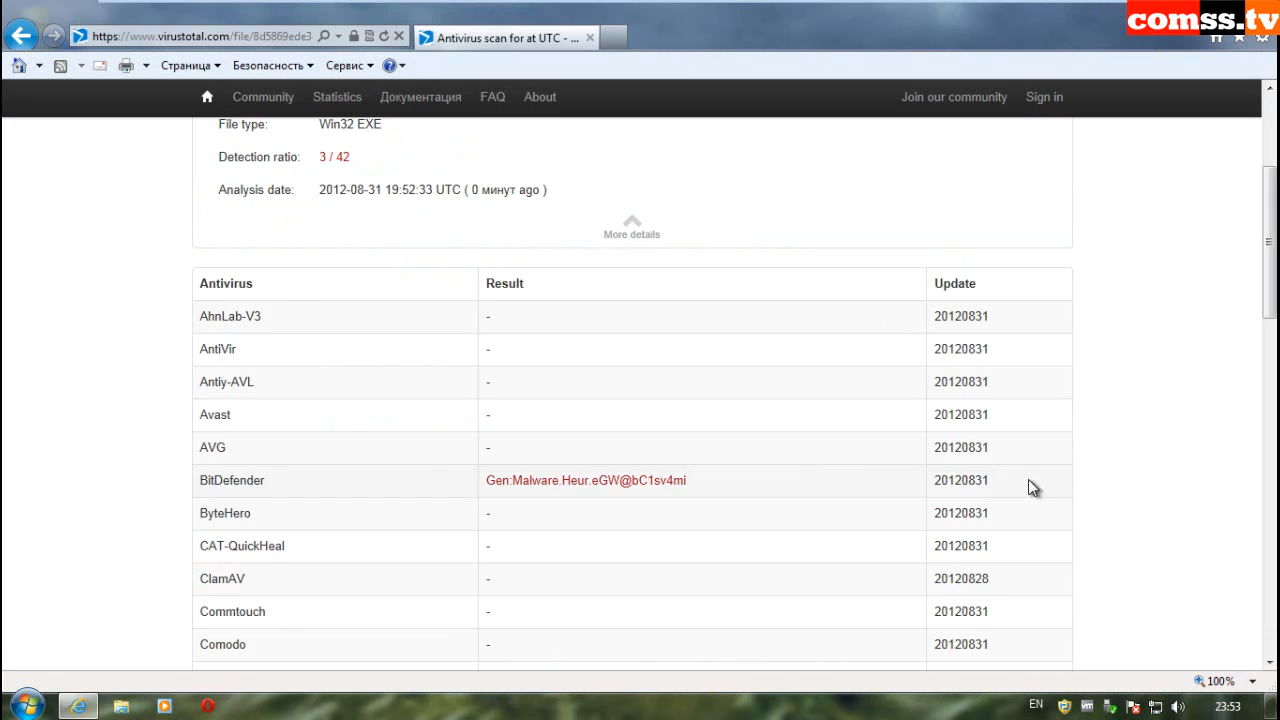 comss.tv
https://www.virustotal.com/file/8d5869ede3
Antivirus scan for at UTC - ...
Страница
Безопасность
Сервис
Community
Statistics
Документация
FAQ
About
Join our community
Sign in
File type: Win32 EXE
Detection ratio: 3 / 42
Analysis date: 2012-08-31 19:52:33 UTC ( 0 минут ago )
More details
Antivirus Result Update
AhnLab-V3 - 20120831
AntiVir - 20120831
Antiy-AVL - 20120831
Avast - 20120831
AVG - 20120831
BitDefender Gen:Malware.Heur.eGW@bC1sv4mi 20120831
ByteHero - 20120831
CAT-QuickHeal - 20120831
ClamAV - 20120828
Commtouch - 20120831
Comodo - 20120831
100%
EN
23:53